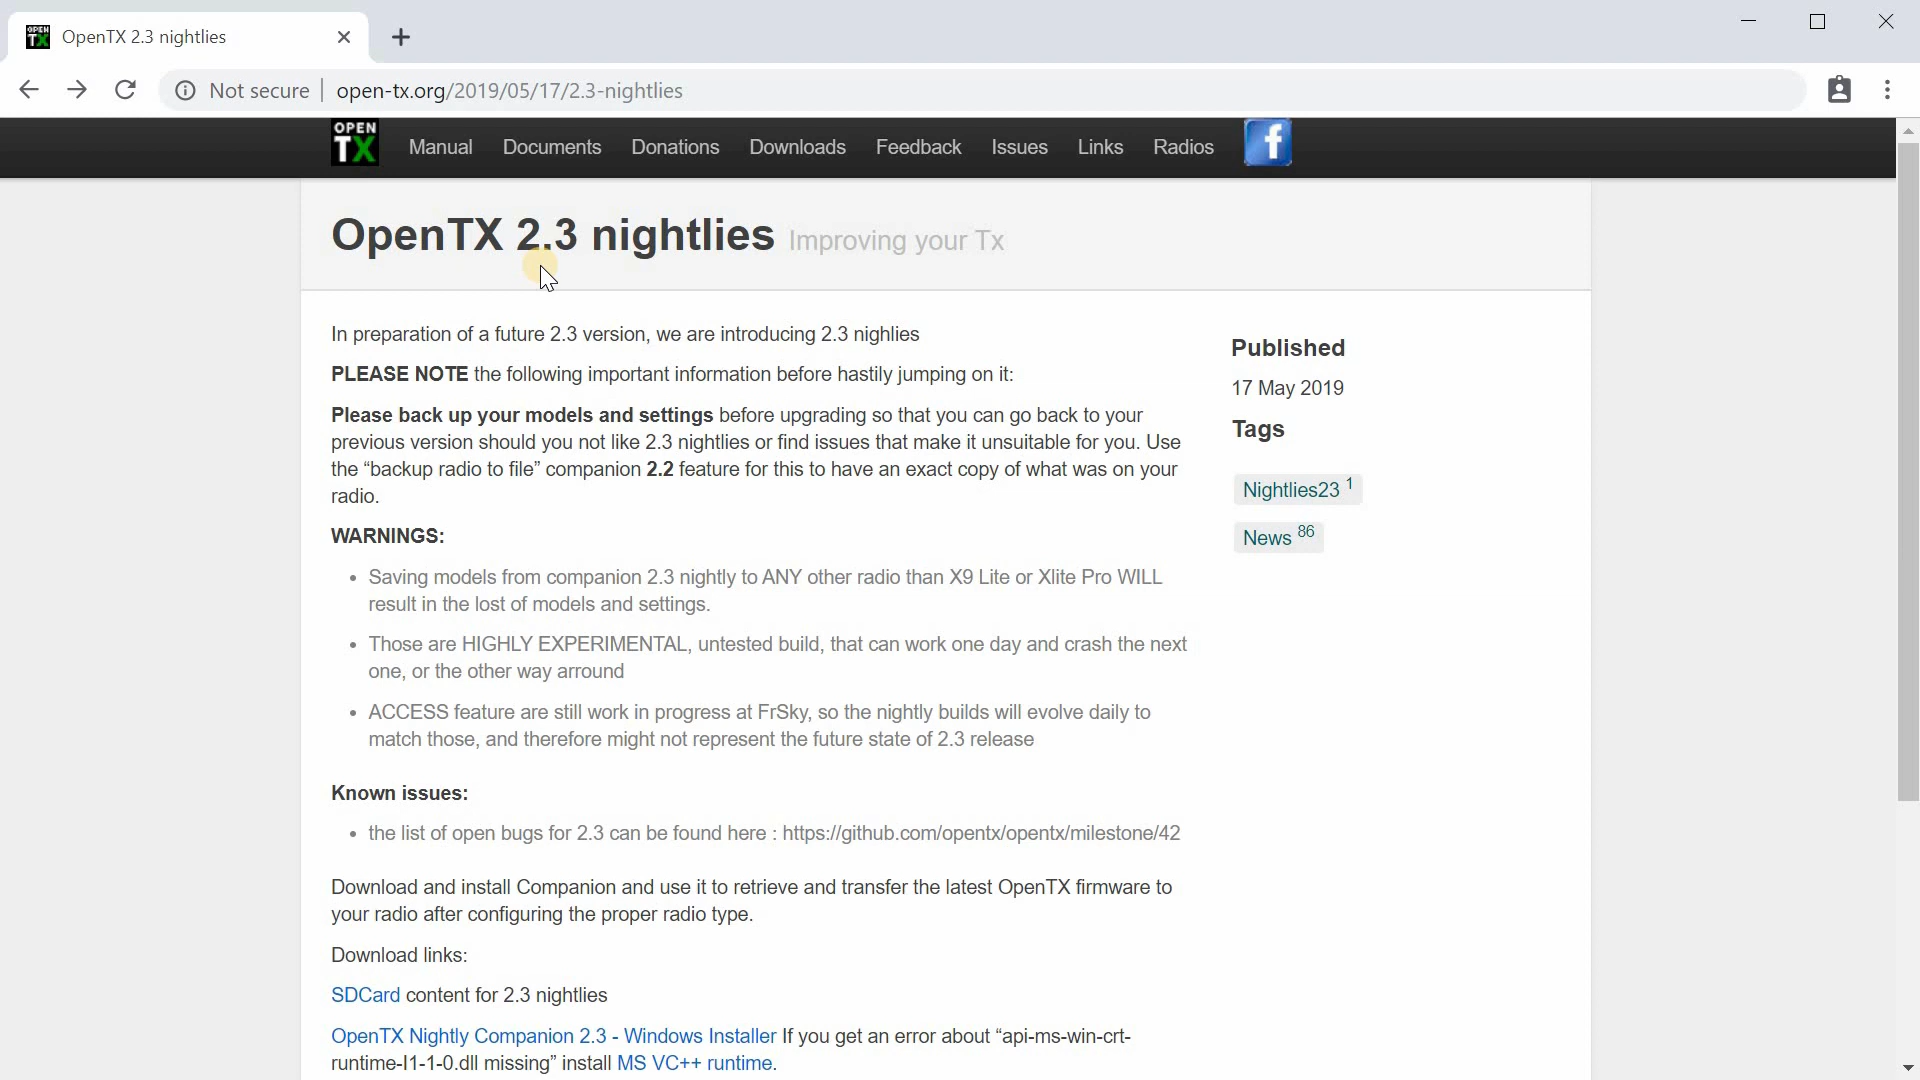 OPEN TX OpenTX 2.3 nightlies
Not secure open-tx.org/2019/05/17/2.3-nightlies
OPEN
TX Manual Documents Donations Downloads Feedback Issues Links Radios f
OpenTX 2.3 nightlies Improving your Tx
In preparation of a future 2.3 version, we are introducing 2.3 nighlies
PLEASE NOTE the following important information before hastily jumping on it:
Please back up your models and settings before upgrading so that you can go back to your
previous version should you not like 2.3 nightlies or find issues that make it unsuitable for you. Use
the “backup radio to file” companion 2.2 feature for this to have an exact copy of what was on your
radio.
WARNINGS:
• Saving models from companion 2.3 nightly to ANY other radio than X9 Lite or Xlite Pro WILL
result in the lost of models and settings.
• Those are HIGHLY EXPERIMENTAL, untested build, that can work one day and crash the next
one, or the other way arround
• ACCESS feature are still work in progress at FrSky, so the nightly builds will evolve daily to
match those, and therefore might not represent the future state of 2.3 release
Known issues:
• the list of open bugs for 2.3 can be found here : https://github.com/opentx/opentx/milestone/42
Download and install Companion and use it to retrieve and transfer the latest OpenTX firmware to
your radio after configuring the proper radio type.
Download links:
SDCard content for 2.3 nightlies
OpenTX Nightly Companion 2.3 - Windows Installer If you get an error about “api-ms-win-crt-
runtime-l1-1-0.dll missing” install MS VC++ runtime.
Published
17 May 2019
Tags
Nightlies23 1
News 86